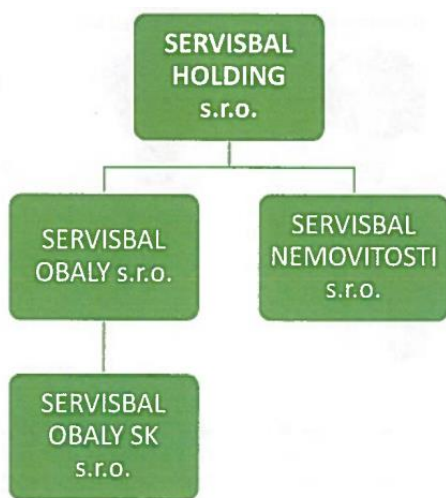 SERVISBAL
HOLDING
s.r.o.
SERVISBAL
OBALY s.r.o.
SERVISBAL
NEMOVITOSTI
s.r.o.
SERVISBAL
OBALY SK
s.r.o.